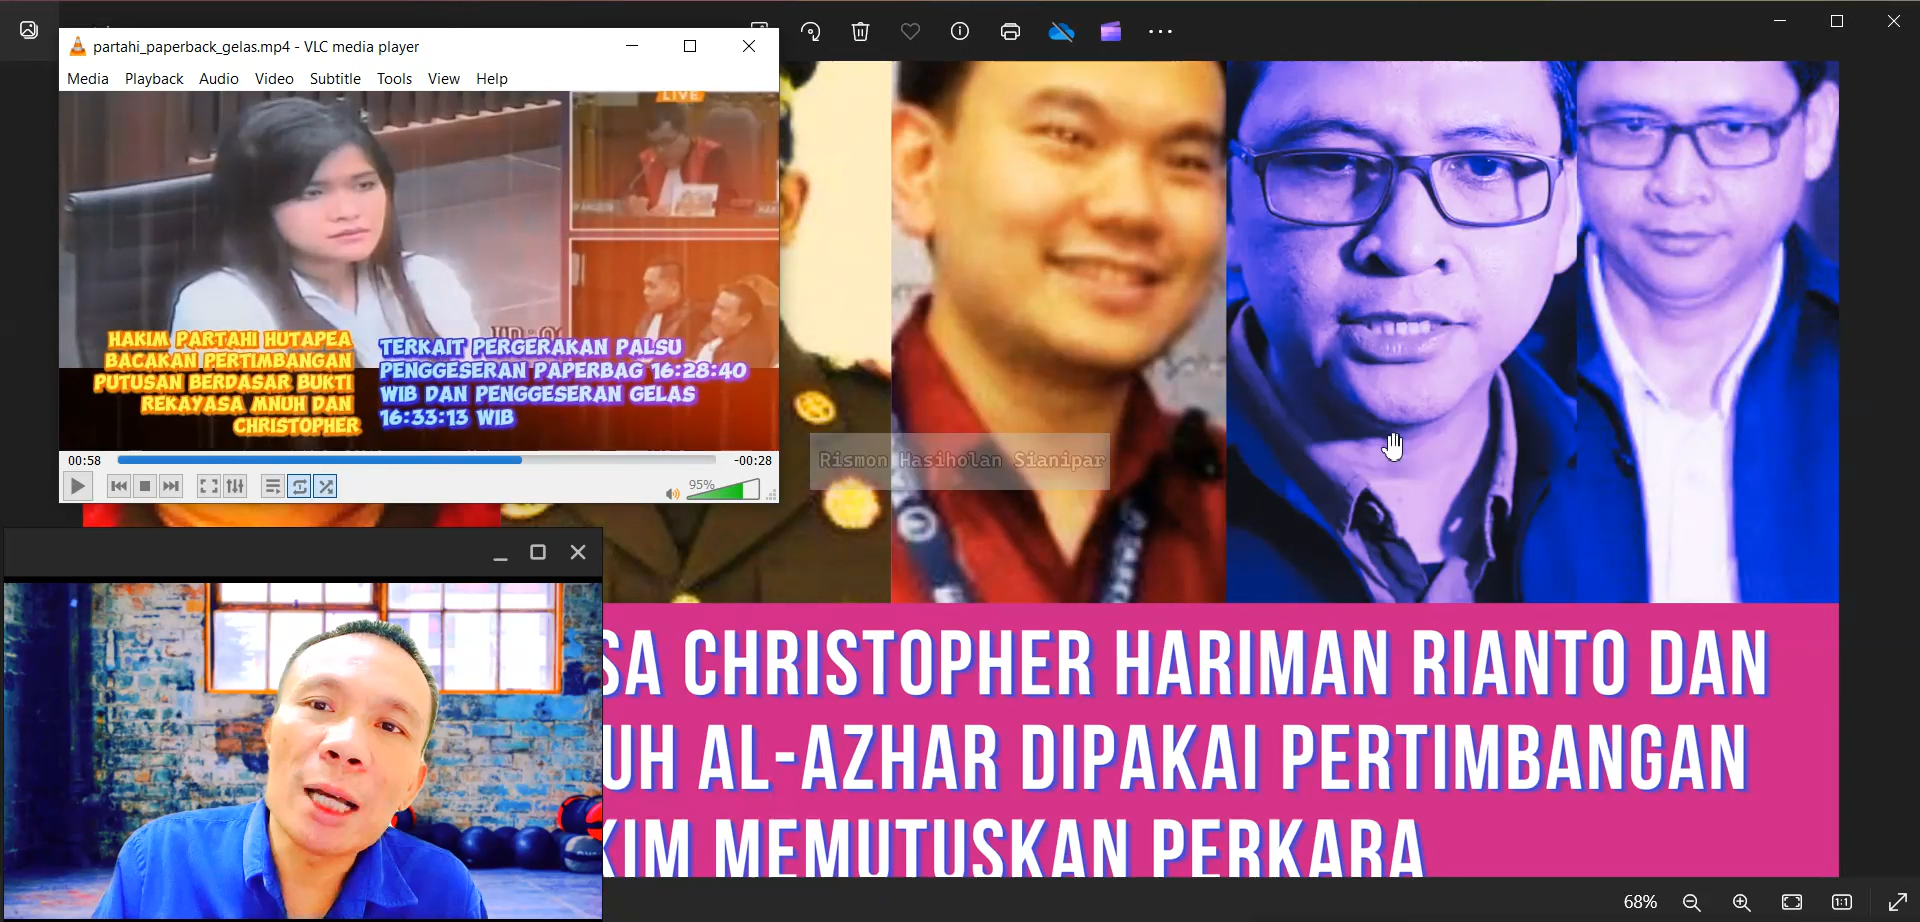 partahi_paperback_gelas.mp4 - VLC media player
Media Playback Audio Video Subtitle Tools View Help
LIVE
HAKIM PARTAHI HUTAPEA
BACAKAN PERTIMBANGAN
PUTUSAN BERDASAR BUKTI
REKAYASA MNUH DAN
CHRISTOPHER
TERKAIT PERGERAKAN PALSU
PENGGESERAN PAPERBAG 16:28:40
WIB DAN PENGGESERAN GELAS
16:33:13 WIB
00:58
-00:28
95%
Rismon Hasiholan Sianipar
SA CHRISTOPHER HARIMAN RIANTO DAN
UH AL-AZHAR DIPAKAI PERTIMBANGAN
KIM MEMUTUSKAN PERKARA
68%
1:1